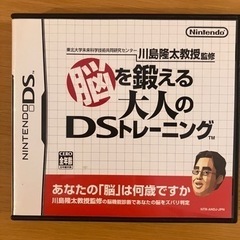 Nintendo
東北大学未来科学技術共同研究センター
川島隆太教授監修
脳を鍛える
大人の
DSトレーニング
TM
NINTENDO DS
TM
CERO
全年齢
あなたの「脳」は何歳ですか
川島隆太教授監修の脳機能診断であなたの脳をズバリ判定